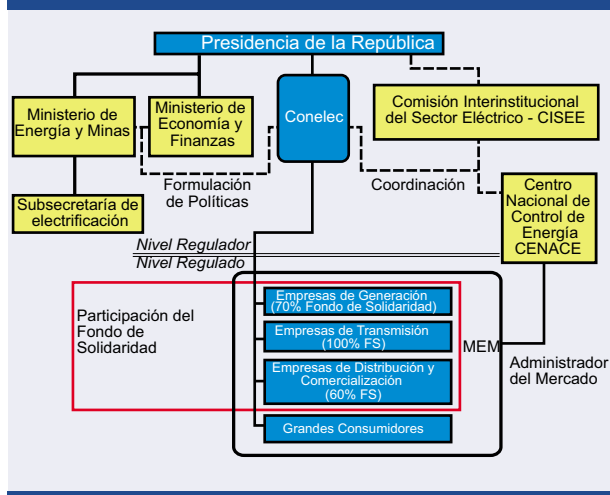 Presidencia de la República
Ministerio de
Energía y Minas
Ministerio de
Economía y
Finanzas
Conelec
Comisión Interinstitucional
del Sector Eléctrico - CISEE
Formulación
de Políticas
Coordinación
Subsecretaría de
electrificación
Centro
Nacional de
Control de
Energía
CENACE
Nivel Regulador
Nivel Regulado
Participación del
Fondo de
Solidaridad
Empresas de Generación
(70% Fondo de Solidaridad)
Empresas de Transmisión
(100% FS)
Empresas de Distribución y
Comercialización
(60% FS)
Grandes Consumidores
MEM
Administrador
del Mercado